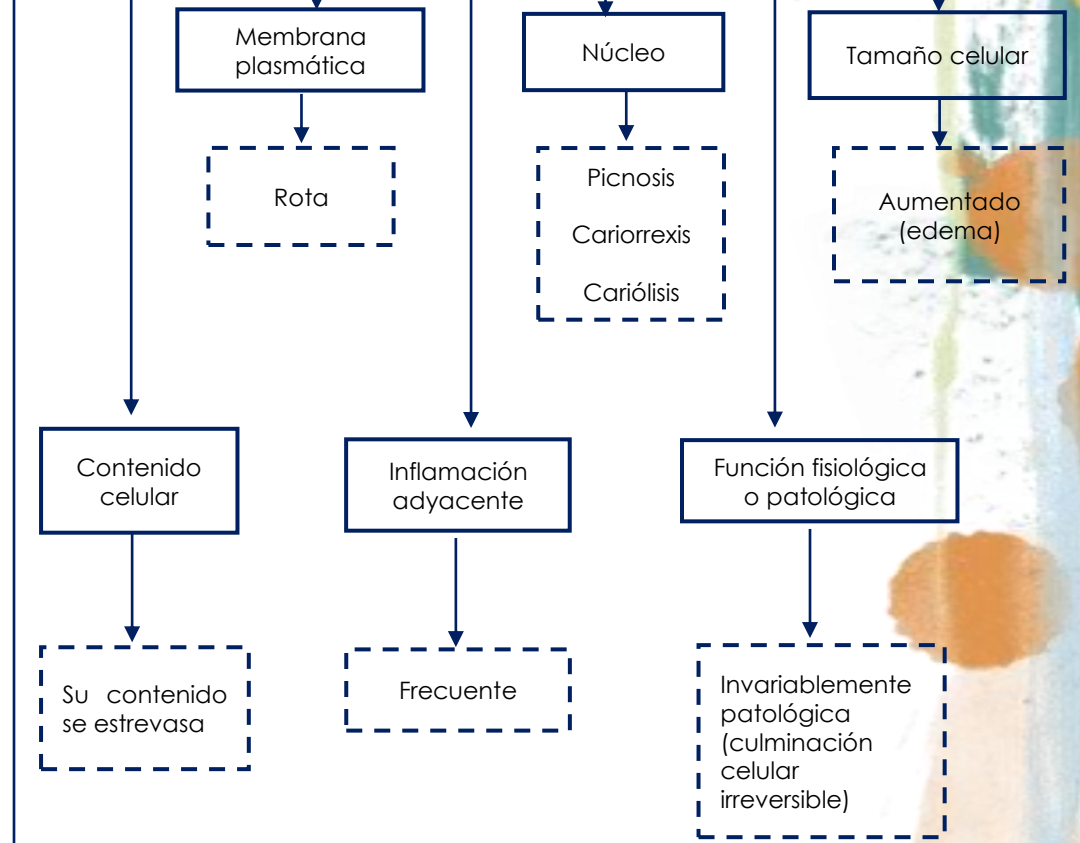 Membrana
plasmática
Núcleo
Tamaño celular
Rota
Picnosis
Cariorrexis
Cariólisis
Aumentado
(edema)
Contenido
celular
Inflamación
adyacente
Función fisiológica
o patológica
Su contenido
se estrevasa
Frecuente
Invariablemente
patológica
(culminación
celular
irreversible)